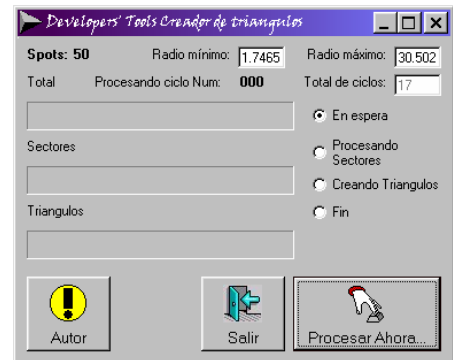 Developers' Tools Creador de triangulos
Spots: 50 Radio mínimo: 1.7465 Radio máximo: 30.502
Total Procesando ciclo Num: 000 Total de ciclos: 17
En espera
Sectores
Procesando
Sectores
Creando Triangulos
Triangulos
Fin
Autor Salir Procesar Ahora...